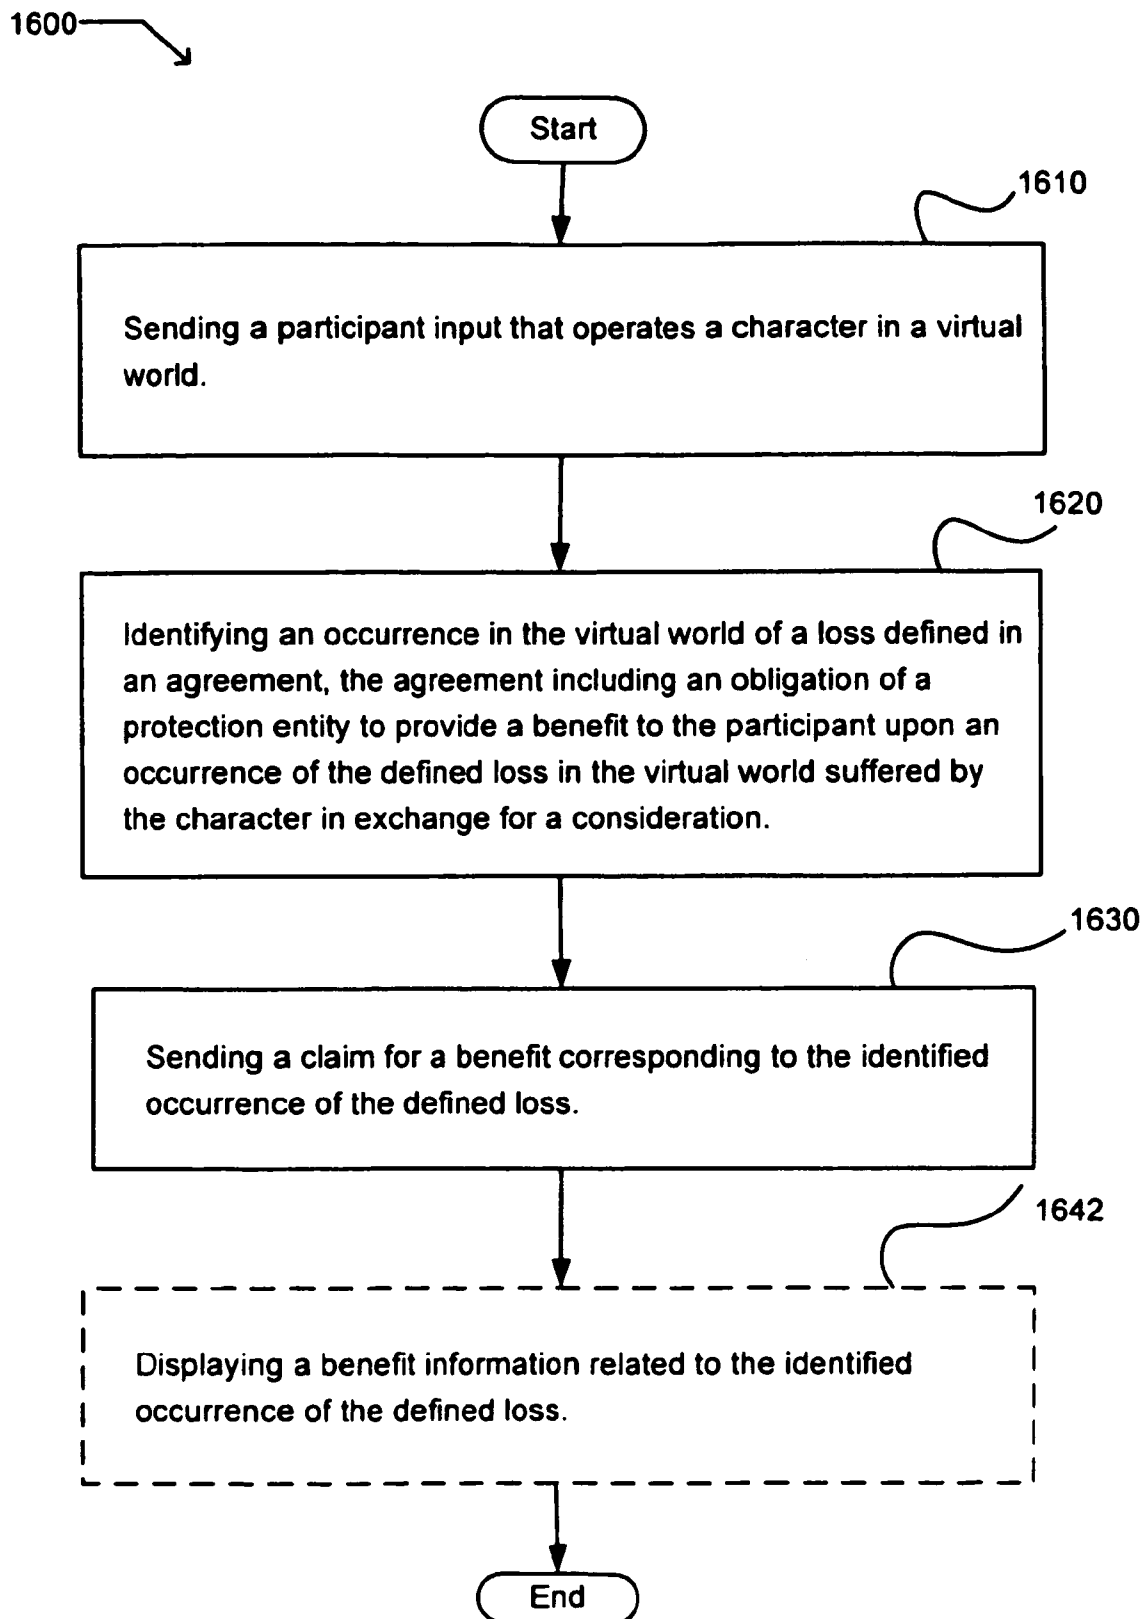 1600
Start
1610
Sending a participant input that operates a character in a virtual
world.
1620
Identifying an occurrence in the virtual world of a loss defined in
an agreement, the agreement including an obligation of a
protection entity to provide a benefit to the participant upon an
occurrence of the defined loss in the virtual world suffered by
the character in exchange for a consideration.
1630
Sending a claim for a benefit corresponding to the identified
occurrence of the defined loss.
1642
Displaying a benefit information related to the identified
occurrence of the defined loss.
End